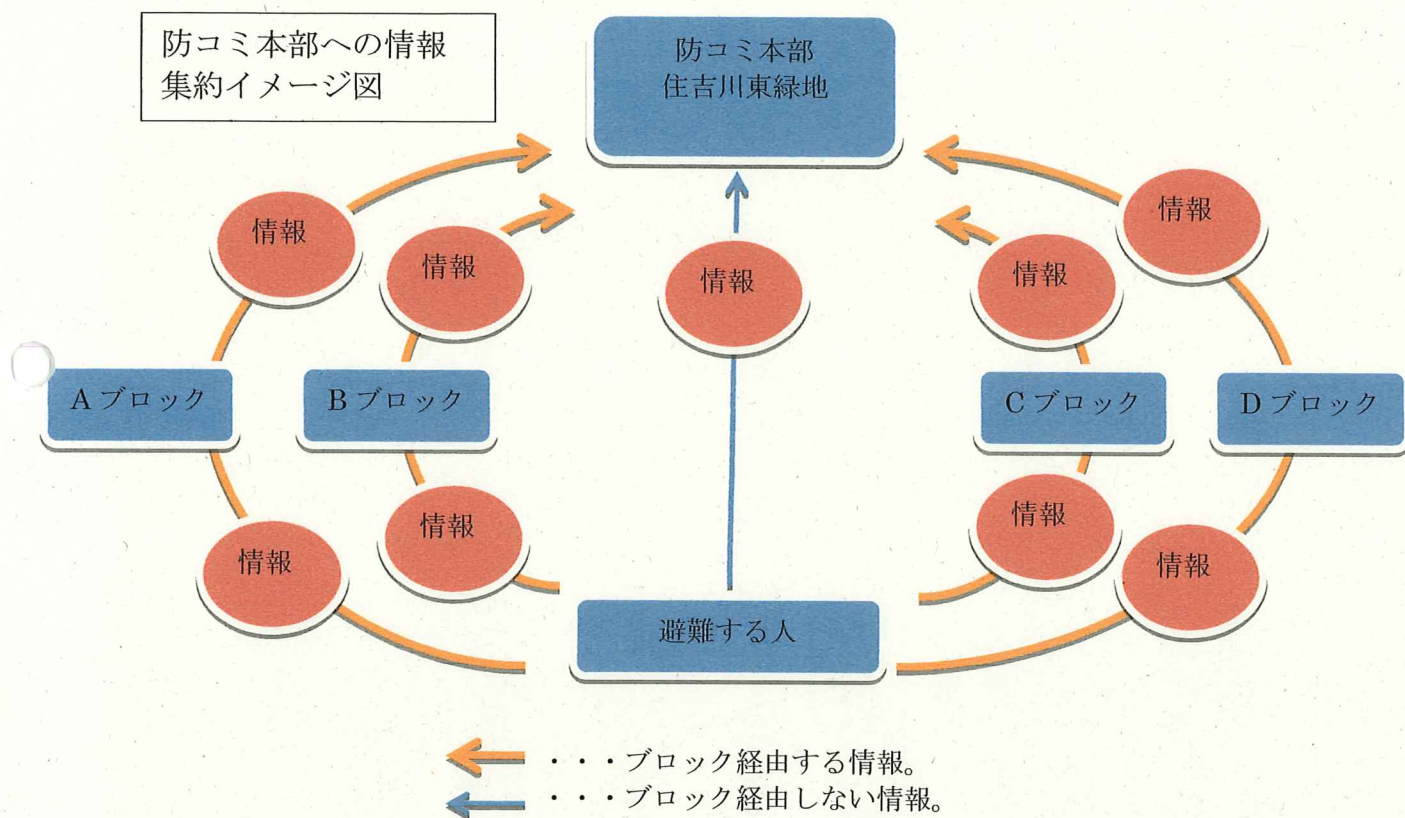 防コミ本部への情報
集約イメージ図
防コミ本部
住吉川東緑地
情報
情報
情報
情報
情報
A ブロック
B ブロック
C ブロック
D ブロック
情報
情報
情報
情報
避難する人
・・・ブロック経由する情報。
・・・ブロック経由しない情報。